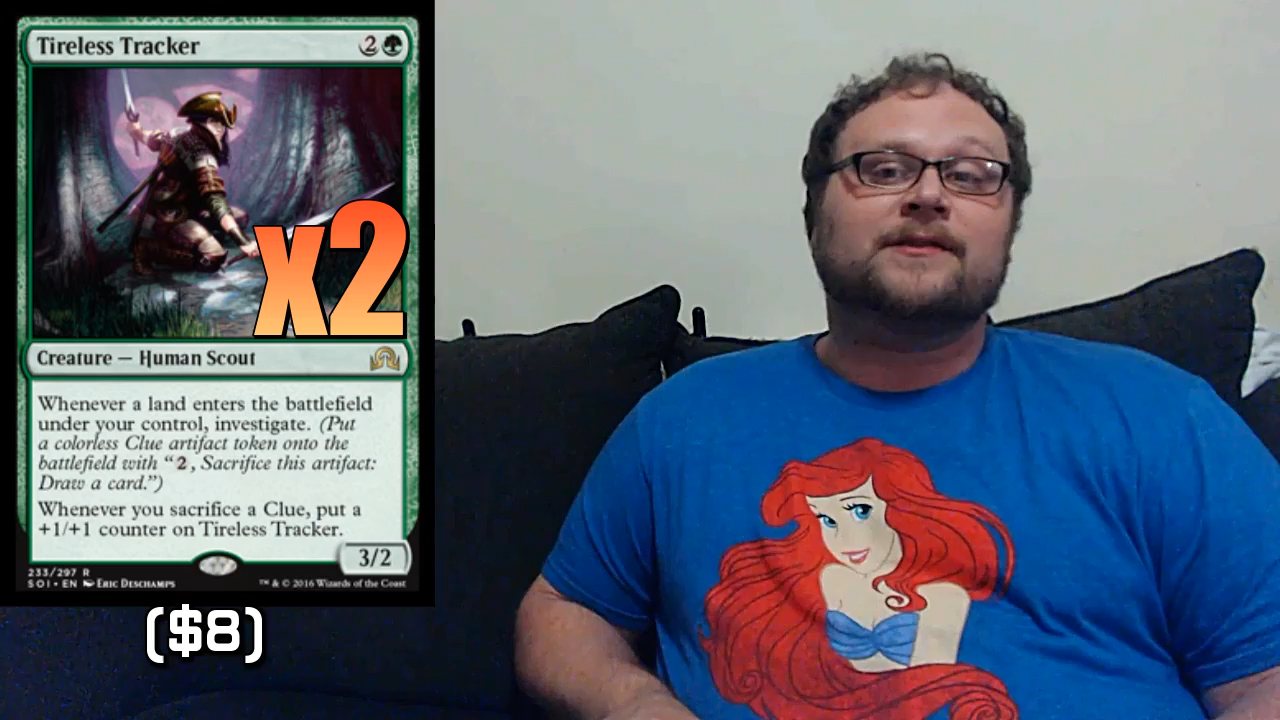 Tireless Tracker 2
x2
Creature — Human Scout
Whenever a land enters the battlefield
under your control, investigate. (Put
a colorless Clue artifact token onto the
battlefield with “2, Sacrifice this artifact:
Draw a card.”)
Whenever you sacrifice a Clue, put a
+1/+1 counter on Tireless Tracker.
3/2
233/297 R
SOI • EN Eric Deschamps ™ & © 2016 Wizards of the Coast
($8)